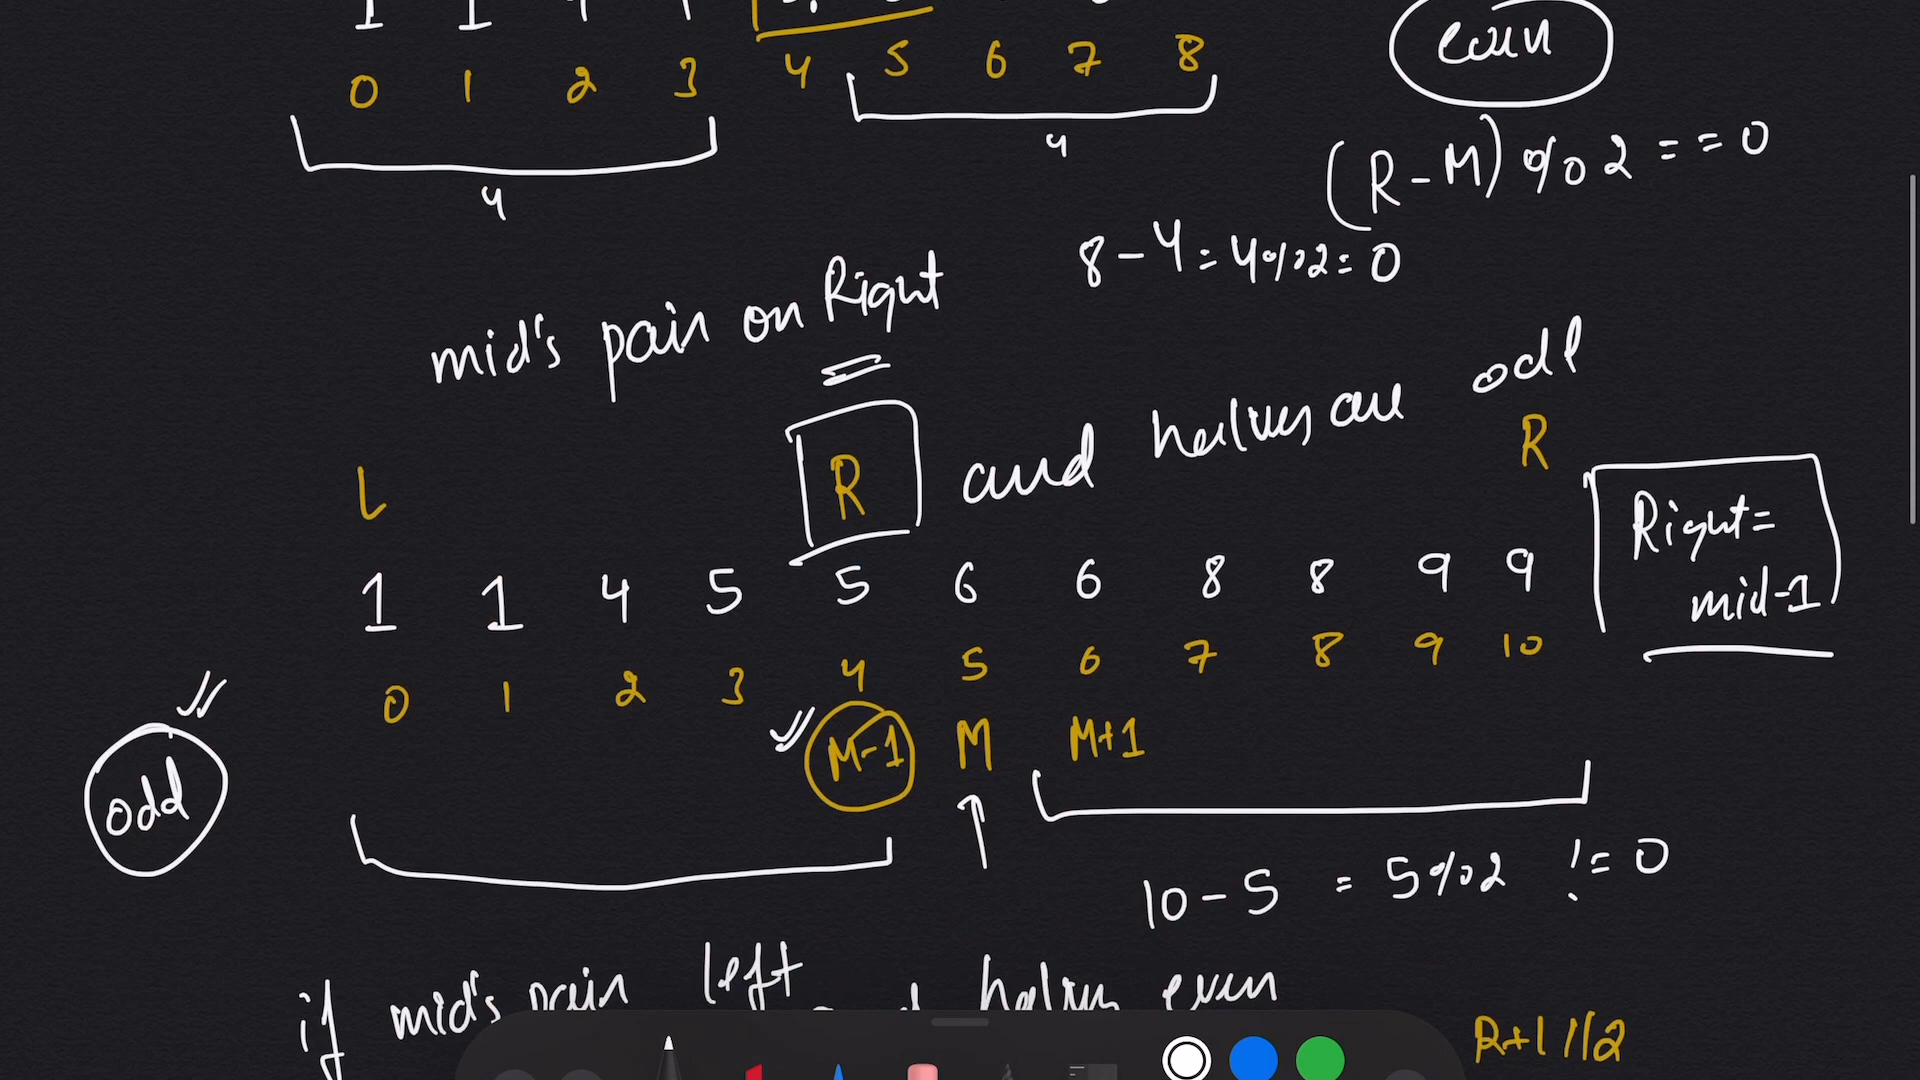 1 1
even
0 1 2 3 4 5 6 7 8
4
4
(R-M)%2==0
8-4=4%2=0
mid's pair on Right
and halves are odd
L R R
1 1 4 5 5 6 6 8 8 9 9
Right=
mid-1
0 1 2 3 4 5 6 7 8 9 10
M-1 M M+1
odd
10-5 = 5%2 != 0
if mid's pair left halves even
R+1//2